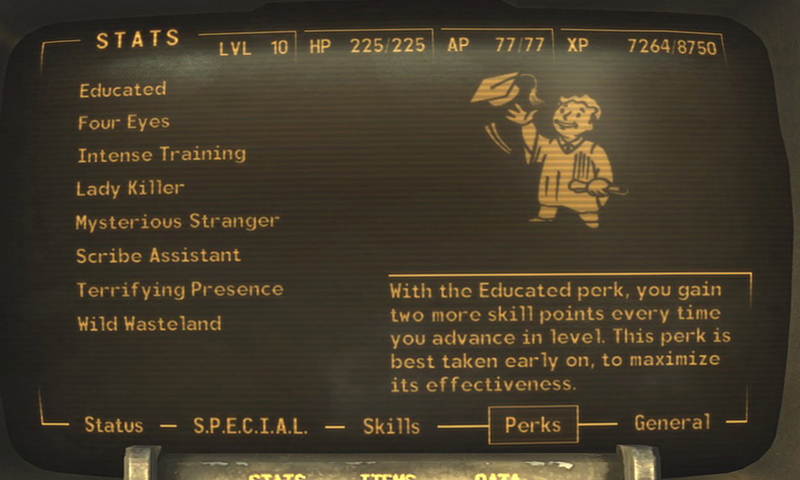 STATS LVL 10 HP 225/225 AP 77/77 XP 7264/8750
Educated
Four Eyes
Intense Training
Lady Killer
Mysterious Stranger
Scribe Assistant
Terrifying Presence
Wild Wasteland
With the Educated perk, you gain
two more skill points every time
you advance in level. This perk is
best taken early on, to maximize
its effectiveness.
Status S.P.E.C.I.A.L. Skills Perks General
STATS ITEMS DATA